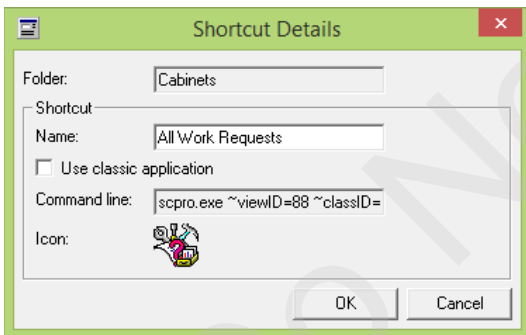 Shortcut Details
Folder: Cabinets
Shortcut
Name: All Work Requests
Use classic application
Command line: scpro.exe ~viewID=88 ~classID=
Icon:
OK Cancel